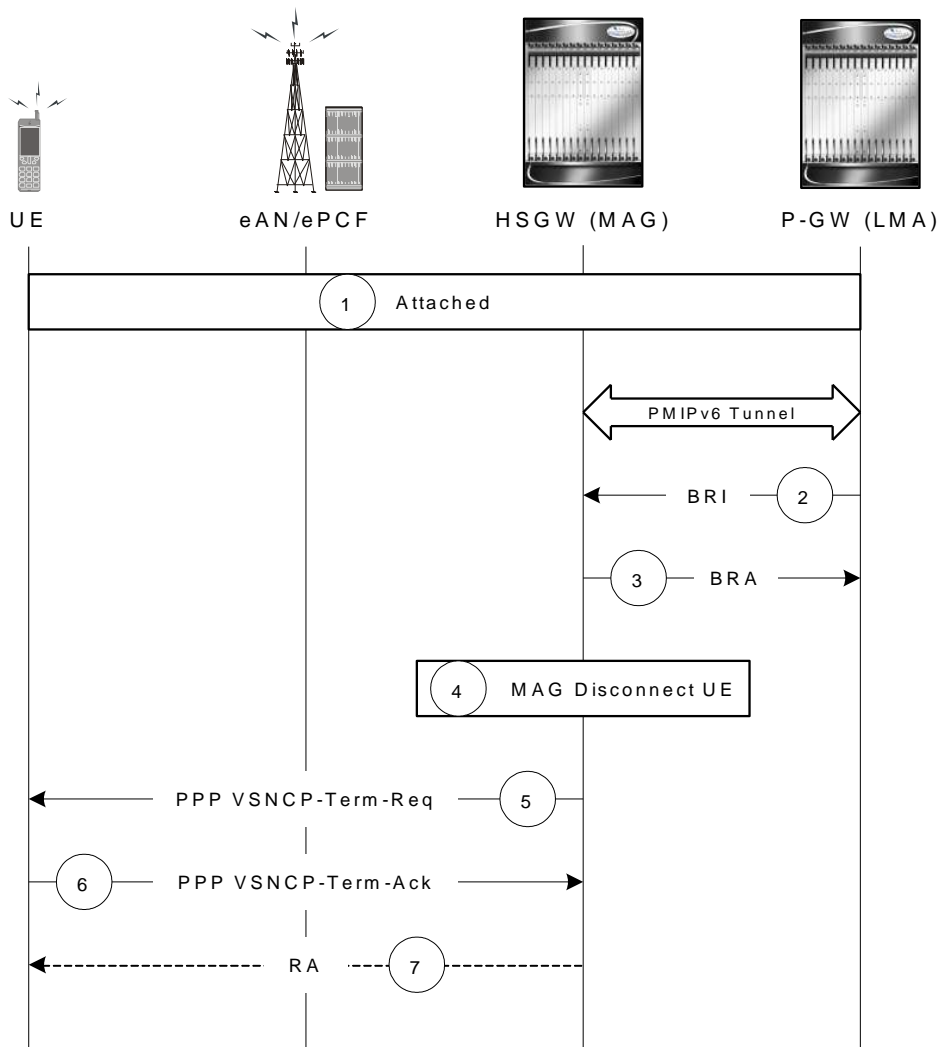 UE
eAN/ePCF
HSGW (MAG)
P-GW (LMA)
1 Attached
PMIPv6 Tunnel
BRI 2
3 BRA
4 MAG Disconnect UE
PPP VSNCP-Term-Req 5
6 PPP VSNCP-Term-Ack
RA 7